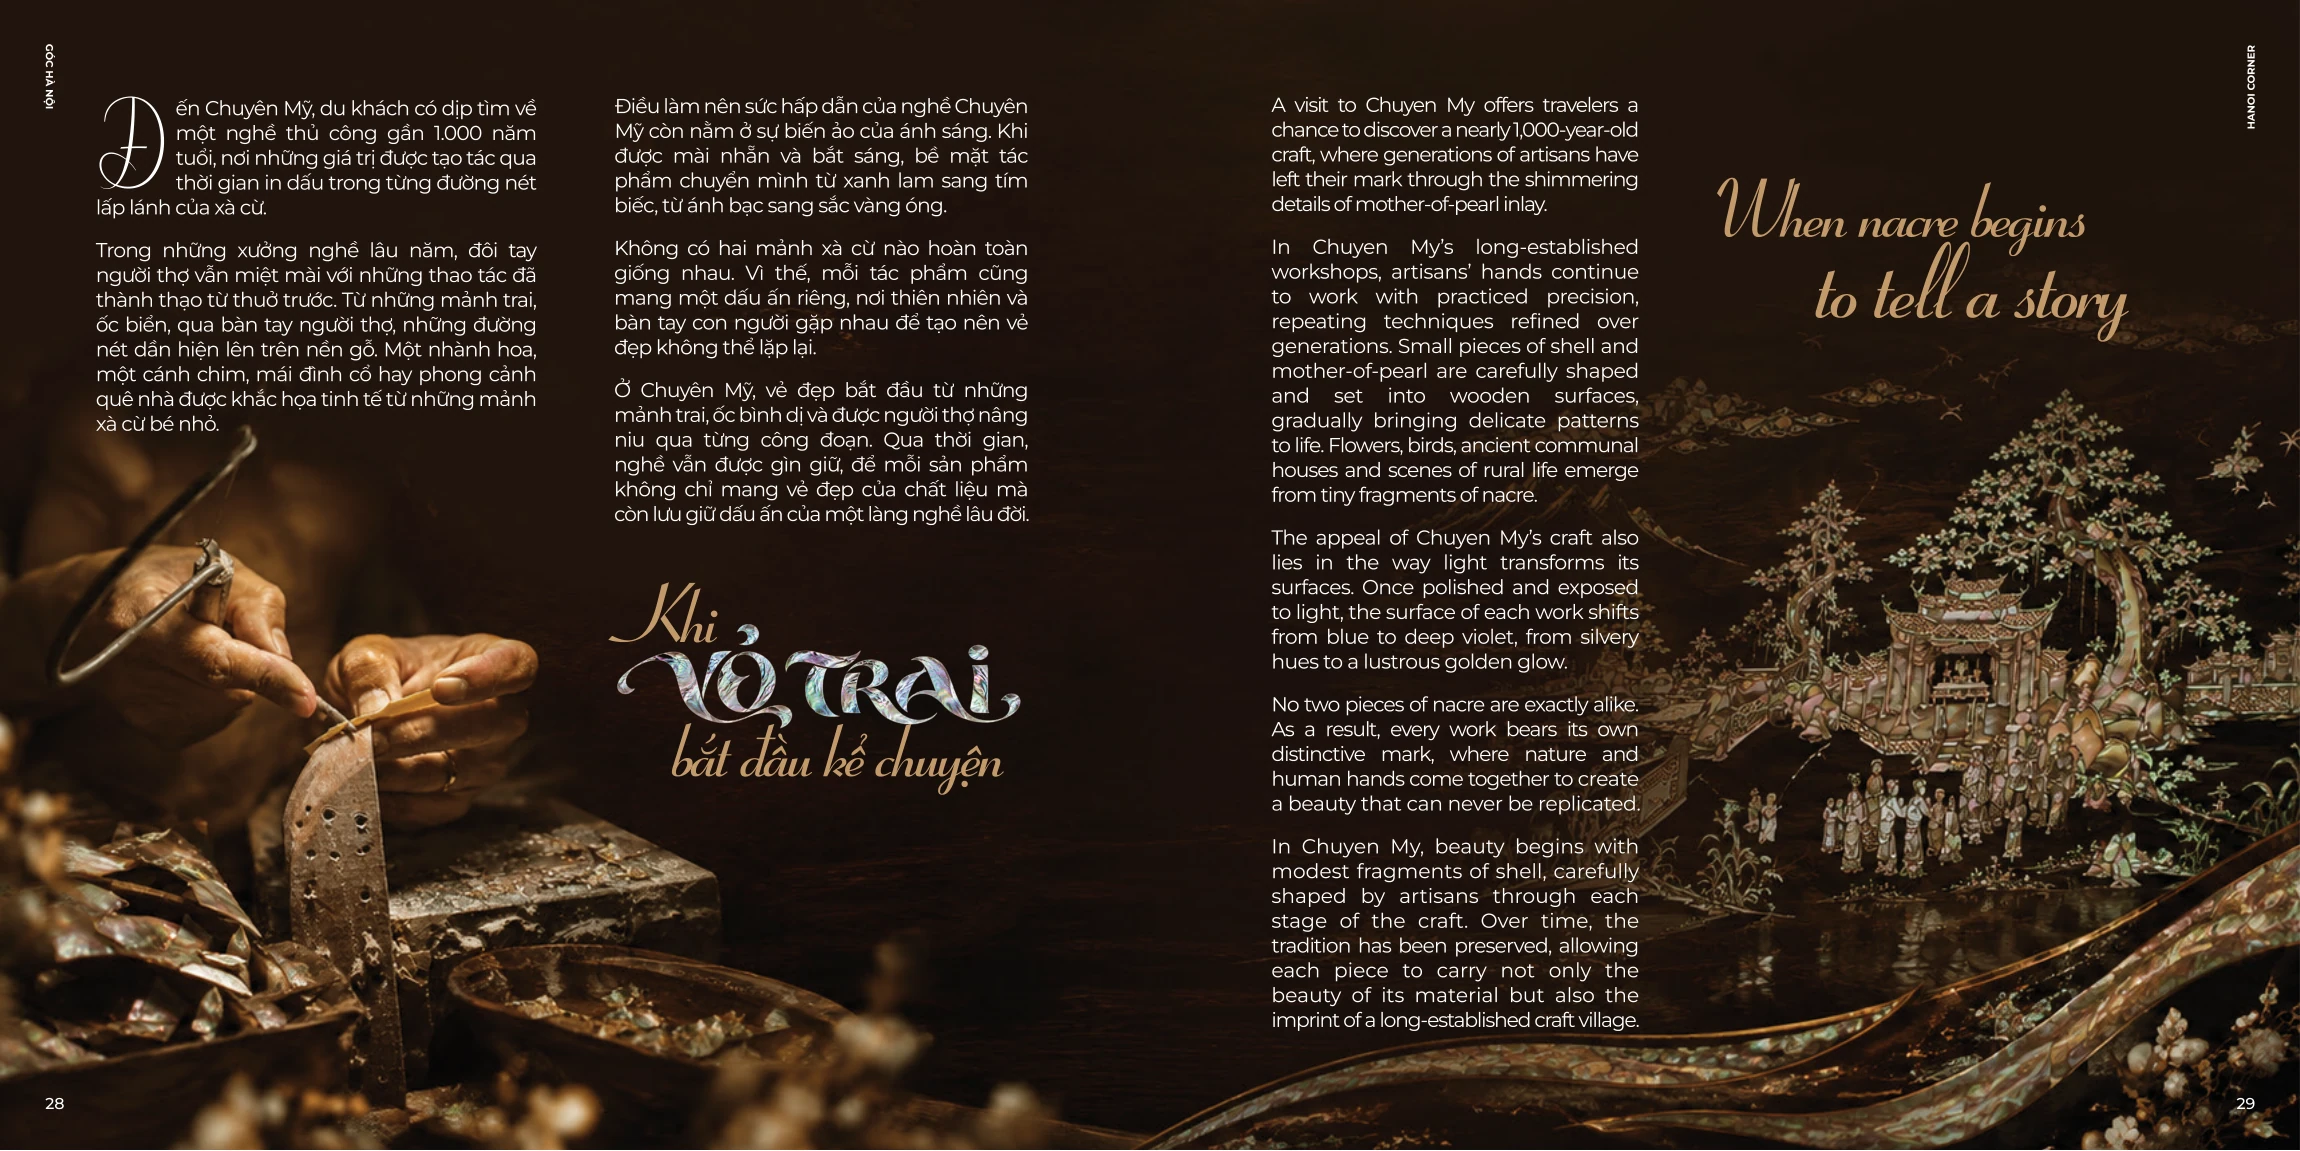 GÓC HÀ NỘI
Đến Chuyên Mỹ, du khách có dịp tìm về
một nghề thủ công gần 1.000 năm
tuổi, nơi những giá trị được tạo tác qua
thời gian in dấu trong từng đường nét
lấp lánh của xà cừ.
Trong những xưởng nghề lâu năm, đôi tay
người thợ vẫn miệt mài với những thao tác đã
thành thạo từ thuở trước. Từ những mảnh trai,
ốc biển, qua bàn tay người thợ, những đường
nét dần hiện lên trên nền gỗ. Một nhành hoa,
một cánh chim, mái đình cổ hay phong cảnh
quê nhà được khắc họa tinh tế từ những mảnh
xà cừ bé nhỏ.
Điều làm nên sức hấp dẫn của nghề Chuyên
Mỹ còn nằm ở sự biến ảo của ánh sáng. Khi
được mài nhẵn và bắt sáng, bề mặt tác
phẩm chuyển mình từ xanh lam sang tím
biếc, từ ánh bạc sang sắc vàng óng.
Không có hai mảnh xà cừ nào hoàn toàn
giống nhau. Vì thế, mỗi tác phẩm cũng
mang một dấu ấn riêng, nơi thiên nhiên và
bàn tay con người gặp nhau để tạo nên vẻ
đẹp không thể lặp lại.
Ở Chuyên Mỹ, vẻ đẹp bắt đầu từ những
mảnh trai, ốc bình dị và được người thợ nâng
niu qua từng công đoạn. Qua thời gian,
nghề vẫn được gìn giữ, để mỗi sản phẩm
không chỉ mang vẻ đẹp của chất liệu mà
còn lưu giữ dấu ấn của một làng nghề lâu đời.
Khi
VỎ TRAI
bắt đầu kể chuyện
28
A visit to Chuyen My offers travelers a
chance to discover a nearly 1,000-year-old
craft, where generations of artisans have
left their mark through the shimmering
details of mother-of-pearl inlay.
In Chuyen My’s long-established
workshops, artisans’ hands continue
to work with practiced precision,
repeating techniques refined over
generations. Small pieces of shell and
mother-of-pearl are carefully shaped
and set into wooden surfaces,
gradually bringing delicate patterns
to life. Flowers, birds, ancient communal
houses and scenes of rural life emerge
from tiny fragments of nacre.
The appeal of Chuyen My’s craft also
lies in the way light transforms its
surfaces. Once polished and exposed
to light, the surface of each work shifts
from blue to deep violet, from silvery
hues to a lustrous golden glow.
No two pieces of nacre are exactly alike.
As a result, every work bears its own
distinctive mark, where nature and
human hands come together to create
a beauty that can never be replicated.
In Chuyen My, beauty begins with
modest fragments of shell, carefully
shaped by artisans through each
stage of the craft. Over time, the
tradition has been preserved, allowing
each piece to carry not only the
beauty of its material but also the
imprint of a long-established craft village.
When nacre begins
to tell a story
HANOI CORNER
29